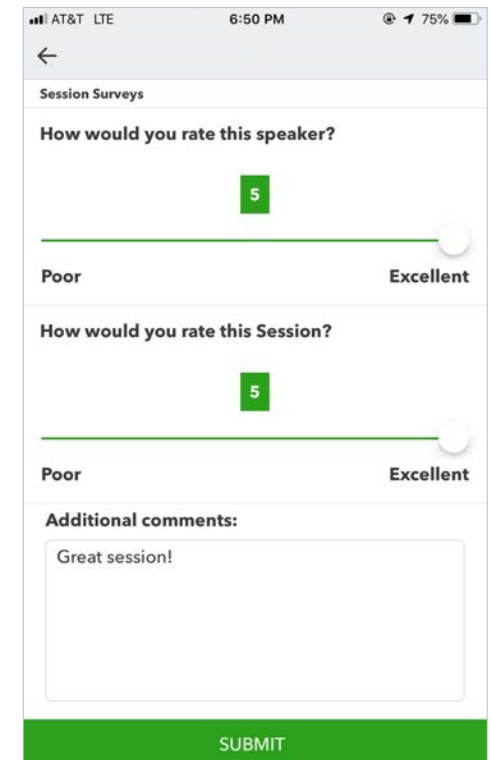 AT&T LTE 6:50 PM 75%
Session Surveys
How would you rate this speaker?
5
Poor Excellent
How would you rate this Session?
5
Poor Excellent
Additional comments:
Great session!
SUBMIT